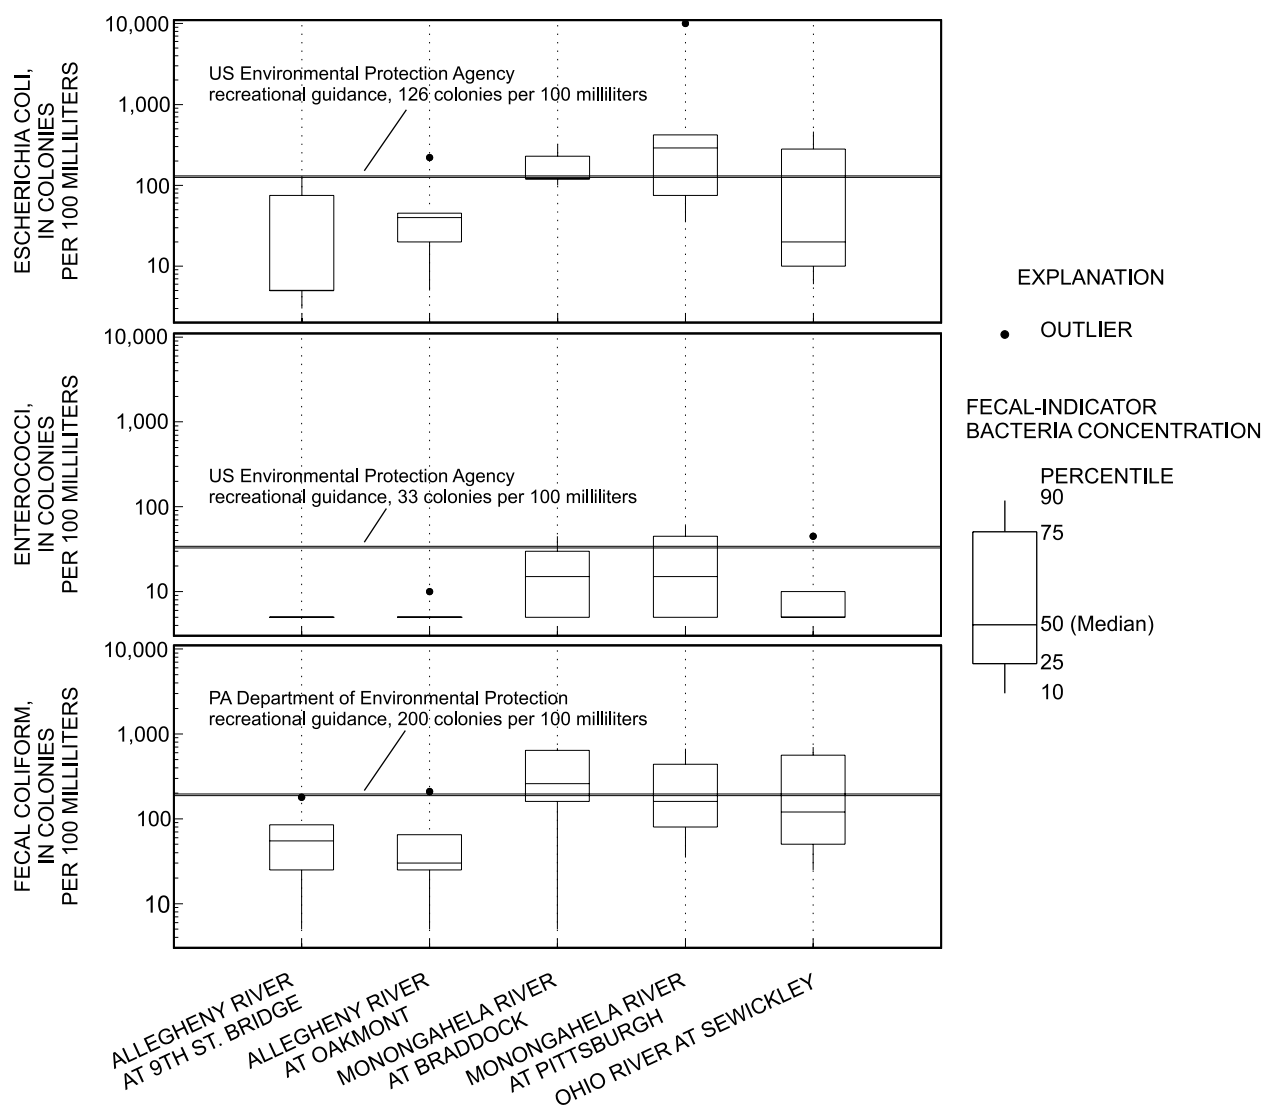 ESCHERICHIA COLI,
IN COLONIES
PER 100 MILLILITERS
10,000
1,000
100
10
US Environmental Protection Agency
recreational guidance, 126 colonies per 100 milliliters
ENTEROCOCCI,
IN COLONIES
PER 100 MILLILITERS
10,000
1,000
100
10
US Environmental Protection Agency
recreational guidance, 33 colonies per 100 milliliters
FECAL COLIFORM,
IN COLONIES
PER 100 MILLILITERS
10,000
1,000
100
10
PA Department of Environmental Protection
recreational guidance, 200 colonies per 100 milliliters
ALLEGHENY RIVER
AT 9TH ST. BRIDGE
ALLEGHENY RIVER
AT OAKMONT
MONONGAHELA RIVER
AT BRADDOCK
MONONGAHELA RIVER
AT PITTSBURGH
OHIO RIVER AT SEWICKLEY
EXPLANATION
OUTLIER
FECAL-INDICATOR
BACTERIA CONCENTRATION
PERCENTILE
90
75
50 (Median)
25
10